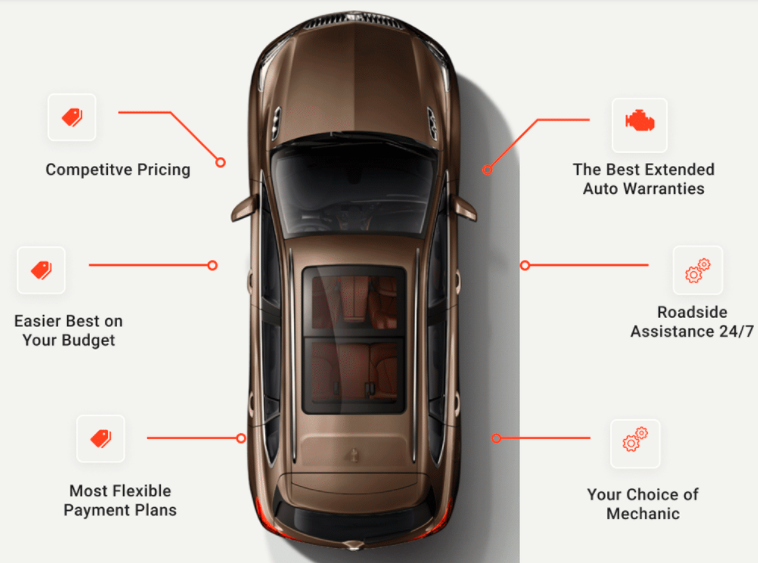 Competitve Pricing
The Best Extended
Auto Warranties
Easier Best on
Your Budget
Roadside
Assistance 24/7
Most Flexible
Payment Plans
Your Choice of
Mechanic